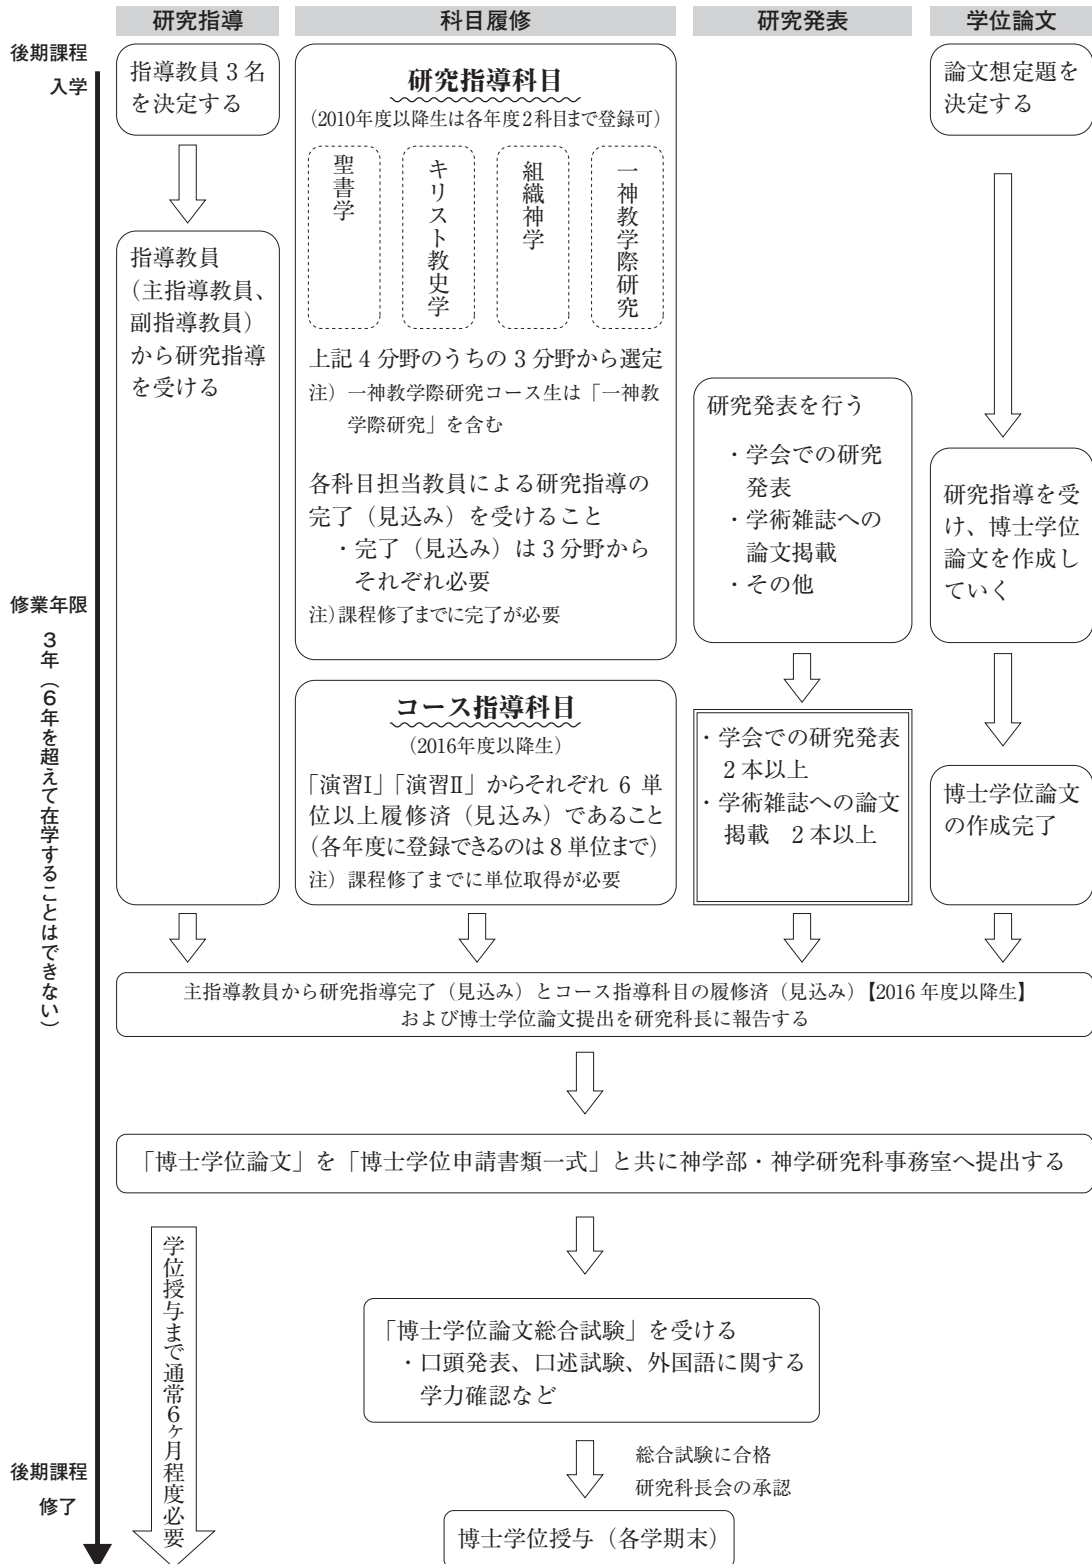 研究指導
科目履修
研究発表
学位論文
後期課程
入学
修業年限
3年（6年を超えて在学することはできない）
後期課程
修了
指導教員３名
を決定する
指導教員
（主指導教員、
副指導教員）
から研究指導
を受ける
研究指導科目
（2010年度以降生は各年度2科目まで登録可）
聖書学
キリスト教史学
組織神学
一神教学際研究
上記４分野のうちの３分野から選定
注）一神教学際研究コース生は「一神教
学際研究」を含む
各科目担当教員による研究指導の
完了（見込み）を受けること
・完了（見込み）は３分野から
それぞれ必要
注）課程修了までに完了が必要
コース指導科目
（2016年度以降生）
「演習Ⅰ」「演習Ⅱ」からそれぞれ 6 単
位以上履修済（見込み）であること
（各年度に登録できるのは８単位まで）
注）課程修了までに単位取得が必要
研究発表を行う
・学会での研究
発表
・学術雑誌への
論文掲載
・その他
・学会での研究発表
２本以上
・学術雑誌への論文
掲載　２本以上
論文想定題を
決定する
研究指導を受
け、博士学位
論文を作成し
ていく
博士学位論文
の作成完了
主指導教員から研究指導完了（見込み）とコース指導科目の履修済（見込み）【2016 年度以降生】
および博士学位論文提出を研究科長に報告する
「博士学位論文」を「博士学位申請書類一式」と共に神学部・神学研究科事務室へ提出する
学位授与まで通常6ヶ月程度必要
「博士学位論文総合試験」を受ける
・口頭発表、口述試験、外国語に関する
学力確認など
総合試験に合格
研究科長会の承認
博士学位授与（各学期末）